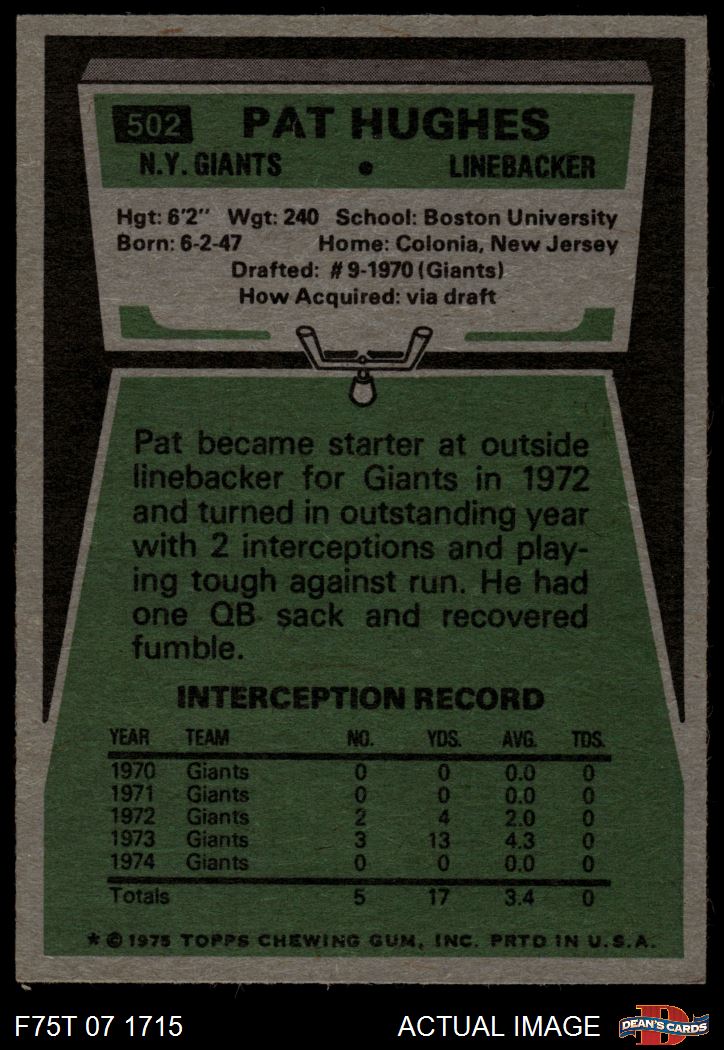 502 PAT HUGHES
N.Y. GIANTS • LINEBACKER
Hgt: 6'2" Wgt: 240 School: Boston University
Born: 6-2-47 Home: Colonia, New Jersey
Drafted: #9-1970 (Giants)
How Acquired: via draft
Pat became starter at outside
linebacker for Giants in 1972
and turned in outstanding year
with 2 interceptions and play-
ing tough against run. He had
one QB sack and recovered
fumble.
INTERCEPTION RECORD
YEAR TEAM NO. YDS. AVG. TDS.
1970 Giants 0 0 0.0 0
1971 Giants 0 0 0.0 0
1972 Giants 2 4 2.0 0
1973 Giants 3 13 4.3 0
1974 Giants 0 0 0.0 0
Totals 5 17 3.4 0
* © 1975 TOPPS CHEWING GUM, INC. PRTD IN U.S.A.
F75T 07 1715 ACTUAL IMAGE D DEAN'S CARDS